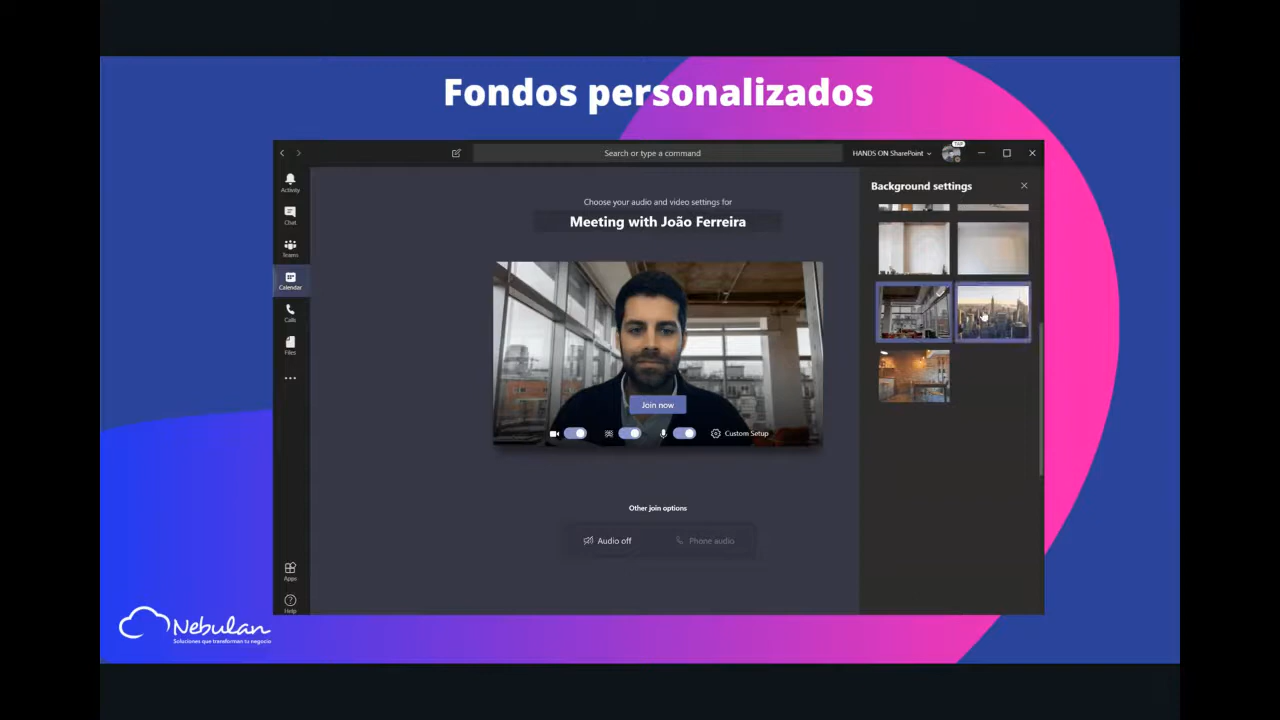 Fondos personalizados
Search or type a command
HANDS ON SharePoint
Activity
Chat
Teams
Calendar
Calls
Files
Apps
Help
Choose your audio and video settings for
Meeting with João Ferreira
Join now
Custom Setup
Other join options
Audio off
Phone audio
Background settings
Nebulan
Soluciones que transforman tu negocio